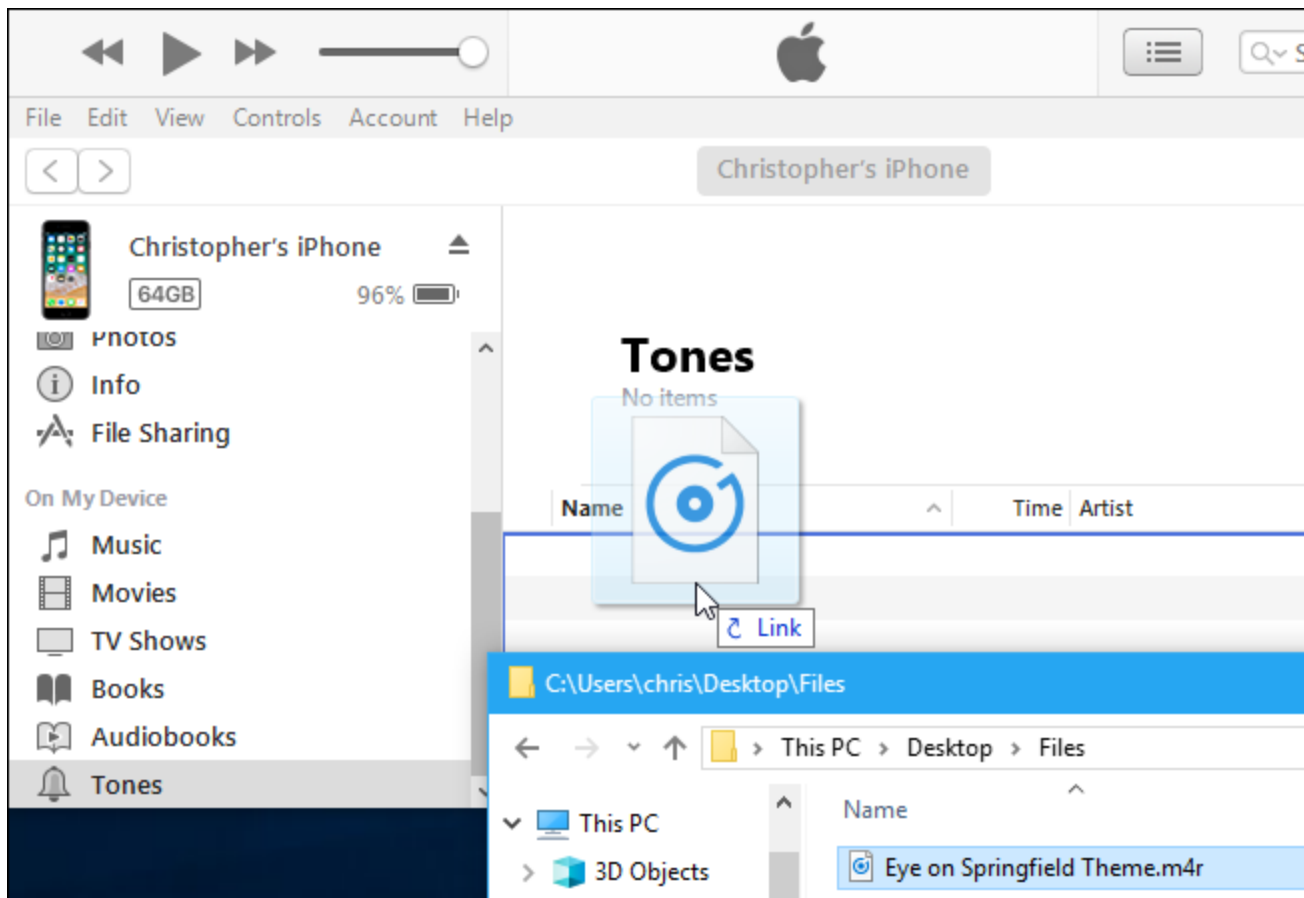 S
File Edit View Controls Account Help
Christopher's iPhone
Christopher's iPhone
64GB 96%
Photos
Info
File Sharing
On My Device
Music
Movies
TV Shows
Books
Audiobooks
Tones
Tones
No items
Name Time Artist
Link
C:\Users\chris\Desktop\Files
This PC > Desktop > Files
This PC
3D Objects
Name
Eye on Springfield Theme.m4r